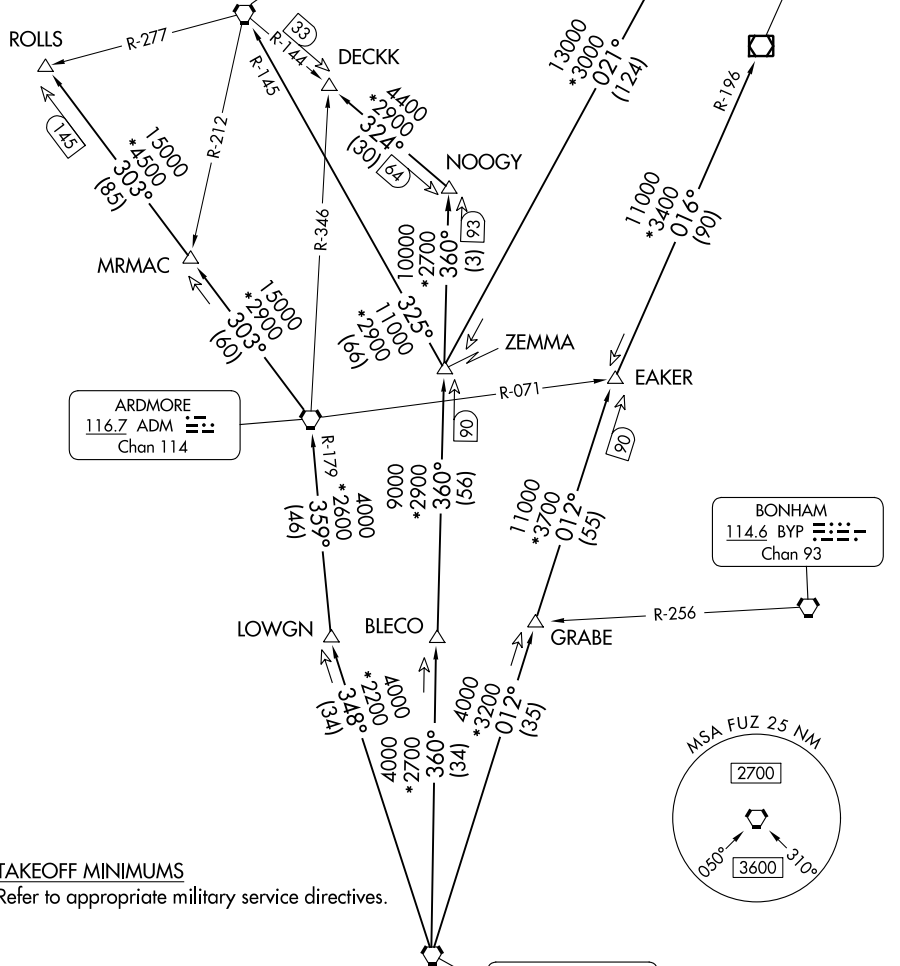 ROLLS
R-277
33
R-144
DECKK
R-145
13000
*3000
021°
(124)
R-196
145
15000
*4500
303°
(85)
R-212
4400
*2900
324°
(30)
64
NOOGY
93
R-346
10000
*2700
360°
(3)
11000
*3400
016°
(90)
MRMAC
15000
*2900
303°
(60)
325°
11000
*2900
(66)
ZEMMA
EAKER
R-071
ARDMORE
116.7 ADM
Chan 114
90
90
R-179
4000
*2600
359°
(46)
9000
*2900
360°
(56)
11000
*3700
012°
(55)
BONHAM
114.6 BYP
Chan 93
R-256
LOWGN
BLECO
GRABE
4000
*2200
348°
(34)
4000
*2700
360°
(34)
4000
*3200
012°
(35)
MSA FUZ 25 NM
2700
050°
310°
3600
TAKEOFF MINIMUMS
Refer to appropriate military service directives.